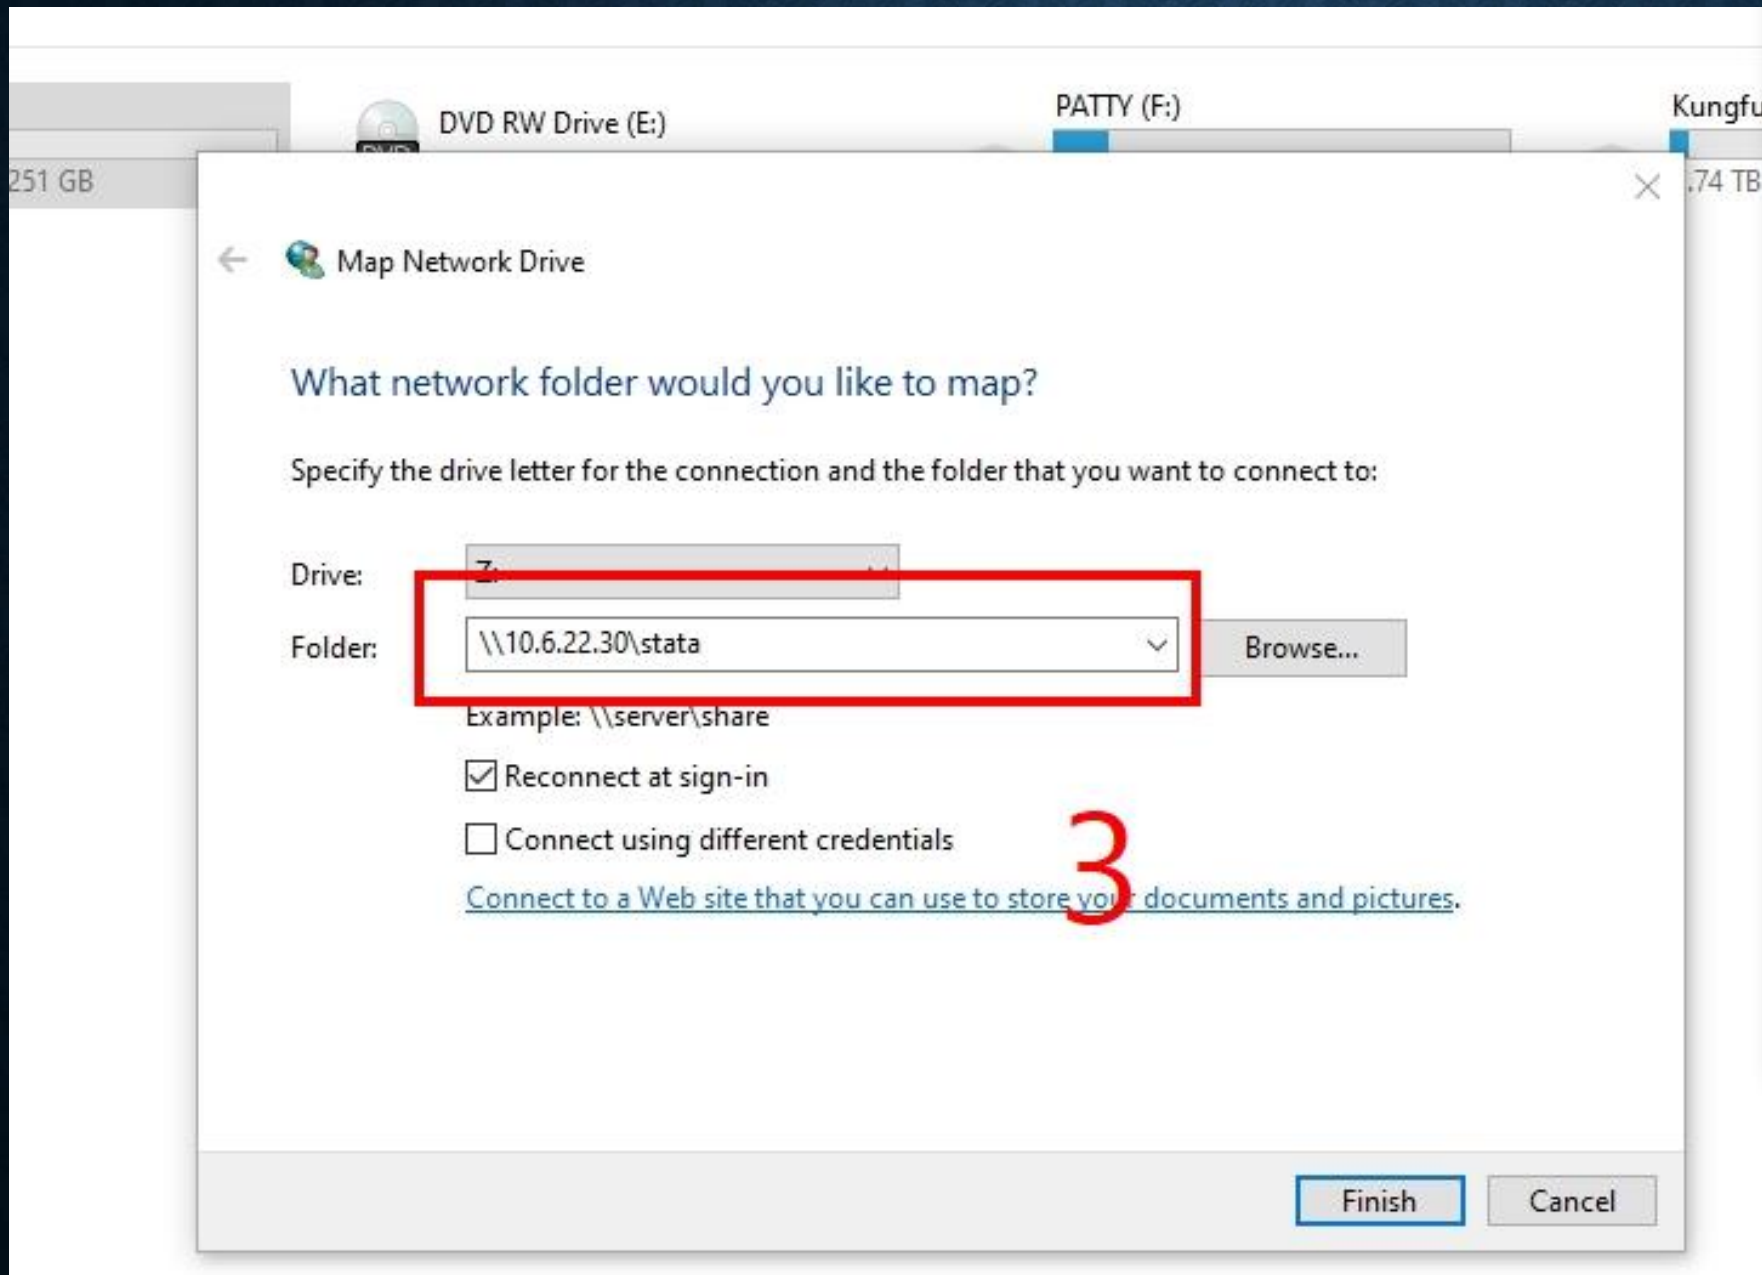 DVD RW Drive (E:)
PATTY (F:)
Kungfu
251 GB
.74 TB
Map Network Drive
What network folder would you like to map?
Specify the drive letter for the connection and the folder that you want to connect to:
Drive: Z:
Folder: \\10.6.22.30\stata Browse...
Example: \\server\share
Reconnect at sign-in
3
Connect using different credentials
Connect to a Web site that you can use to store your documents and pictures.
Finish Cancel